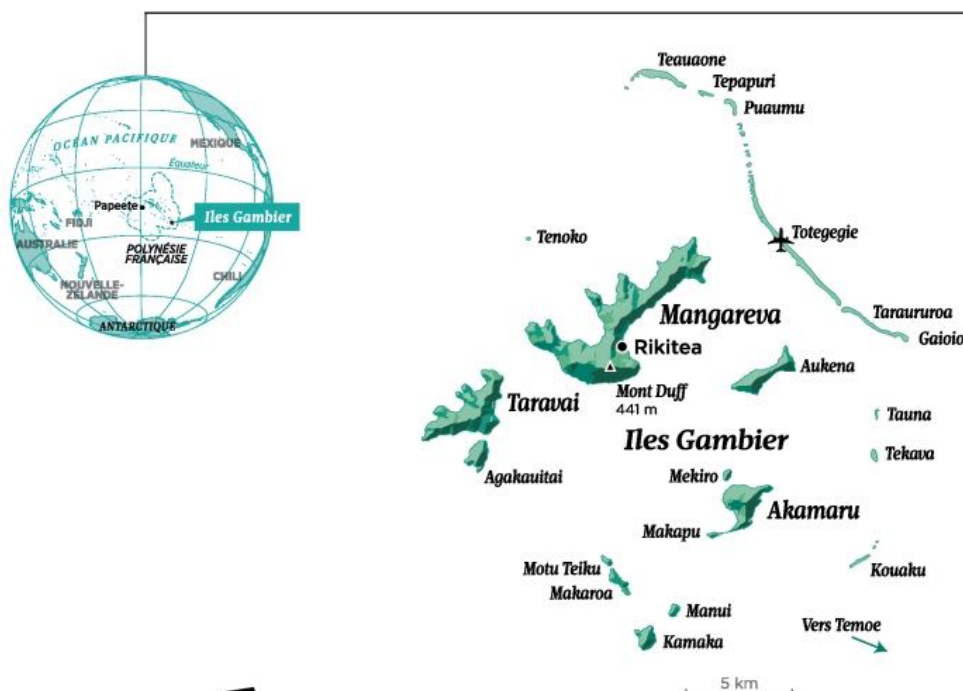 OCÉAN PACIFIQUE
MEXIQUE
Équateur
Papeete
Iles Gambier
FIDJI
POLYNÉSIE
FRANÇAISE
AUSTRALIE
NOUVELLE-
ZÉLANDE
CHILI
ANTARCTIQUE
Teauaone
Tepapuri
Puaumu
Totegegie
Tenoko
Mangareva
Taraururoa
Gaioio
Rikitea
Aukena
Mont Duff
441 m
Taravai
Tauna
Iles Gambier
Tekava
Agakauitai
Mekiro
Akamaru
Makapu
Motu Teiku
Makaroa
Kouaku
Manui
Kamaka
Vers Temoe
5 km